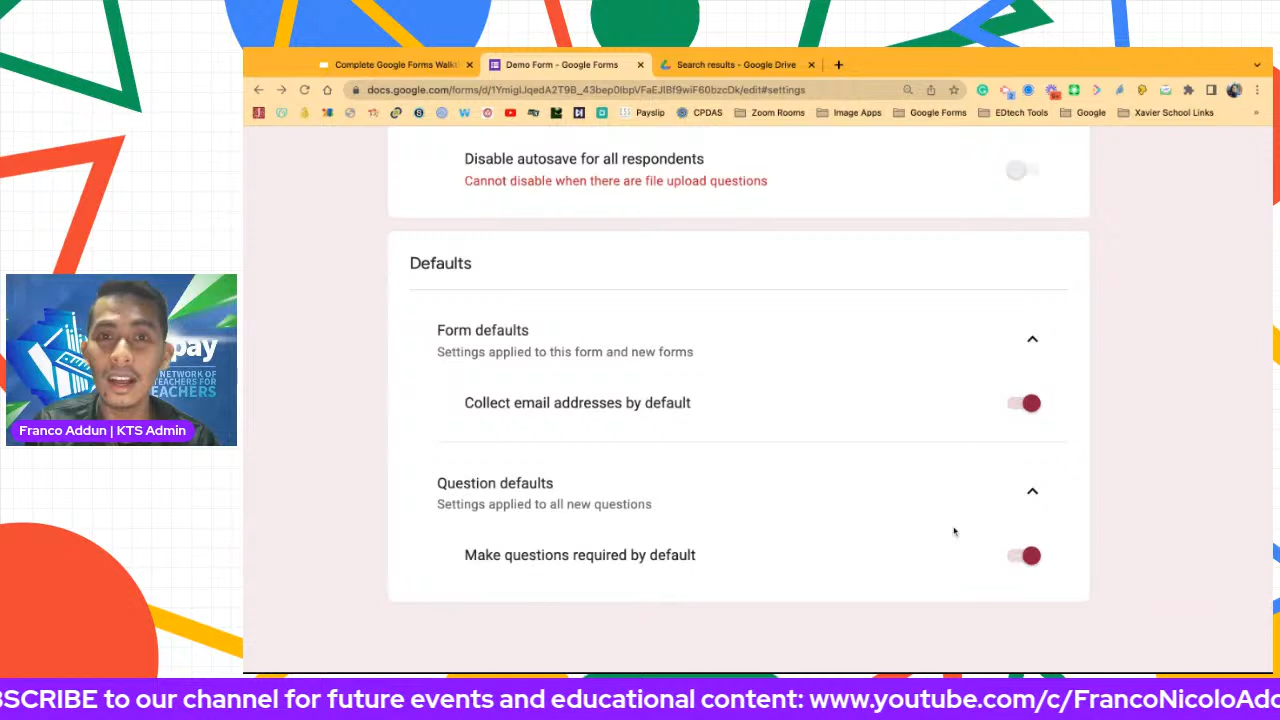 Complete Google Forms Walkt
Demo Form - Google Forms
Search results - Google Drive
docs.google.com/forms/d/1YmigIJqedA2T9B_43bep0lbpVFaEJlBf9wiF60bzcDk/edit#settings
Payslip
CPDAS
Zoom Rooms
Image Apps
Google Forms
EDtech Tools
Google
Xavier School Links
Disable autosave for all respondents
Cannot disable when there are file upload questions
Defaults
Form defaults
Settings applied to this form and new forms
Collect email addresses by default
Question defaults
Settings applied to all new questions
Make questions required by default
pay
NETWORK OF
TEACHERS FOR
EACHERS
Franco Addun | KTS Admin
BSCRIBE to our channel for future events and educational content: www.youtube.com/c/FrancoNicoloAdd